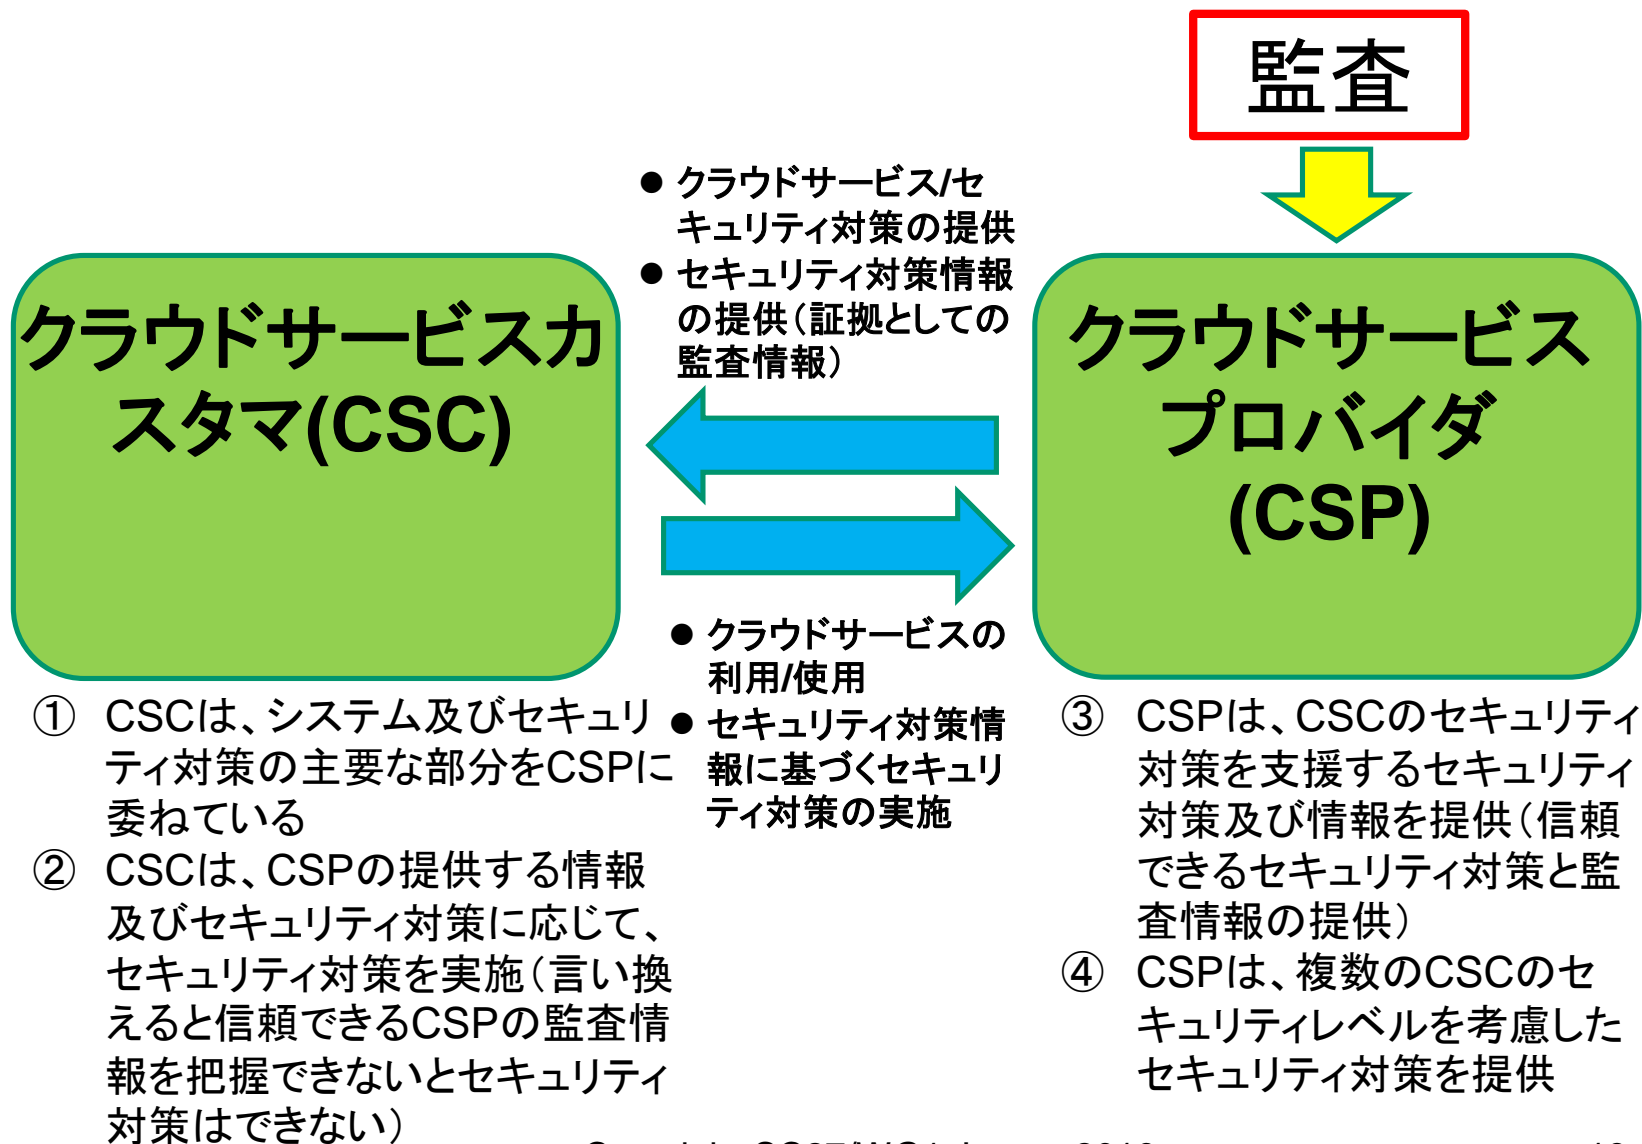 監査
● クラウドサービス/セ
キュリティ対策の提供
● セキュリティ対策情報
の提供（証拠としての
監査情報）
クラウドサービスカ
スタマ(CSC)
クラウドサービス
プロバイダ
(CSP)
● クラウドサービスの
利用/使用
● セキュリティ対策情
報に基づくセキュリ
ティ対策の実施
① CSCは、システム及びセキュリ
ティ対策の主要な部分をCSPに
委ねている
② CSCは、CSPの提供する情報
及びセキュリティ対策に応じて、
セキュリティ対策を実施（言い換
えると信頼できるCSPの監査情
報を把握できないとセキュリティ
対策はできない）
③ CSPは、CSCのセキュリティ
対策を支援するセキュリティ
対策及び情報を提供（信頼
できるセキュリティ対策と監
査情報の提供）
④ CSPは、複数のCSCのセ
キュリティレベルを考慮した
セキュリティ対策を提供